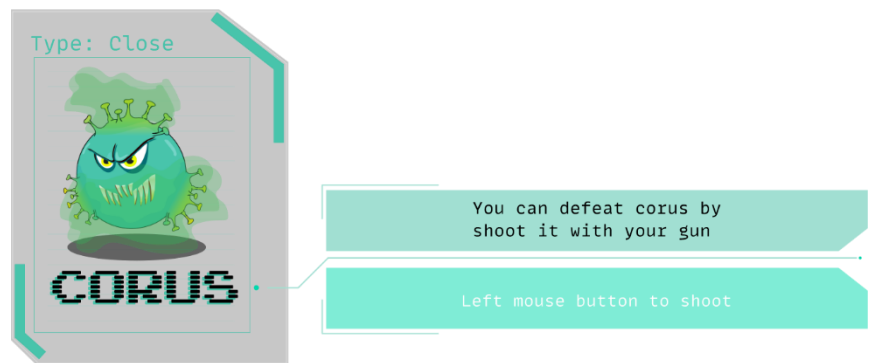 Type: Close
CORUS
You can defeat corus by
shoot it with your gun
Left mouse button to shoot